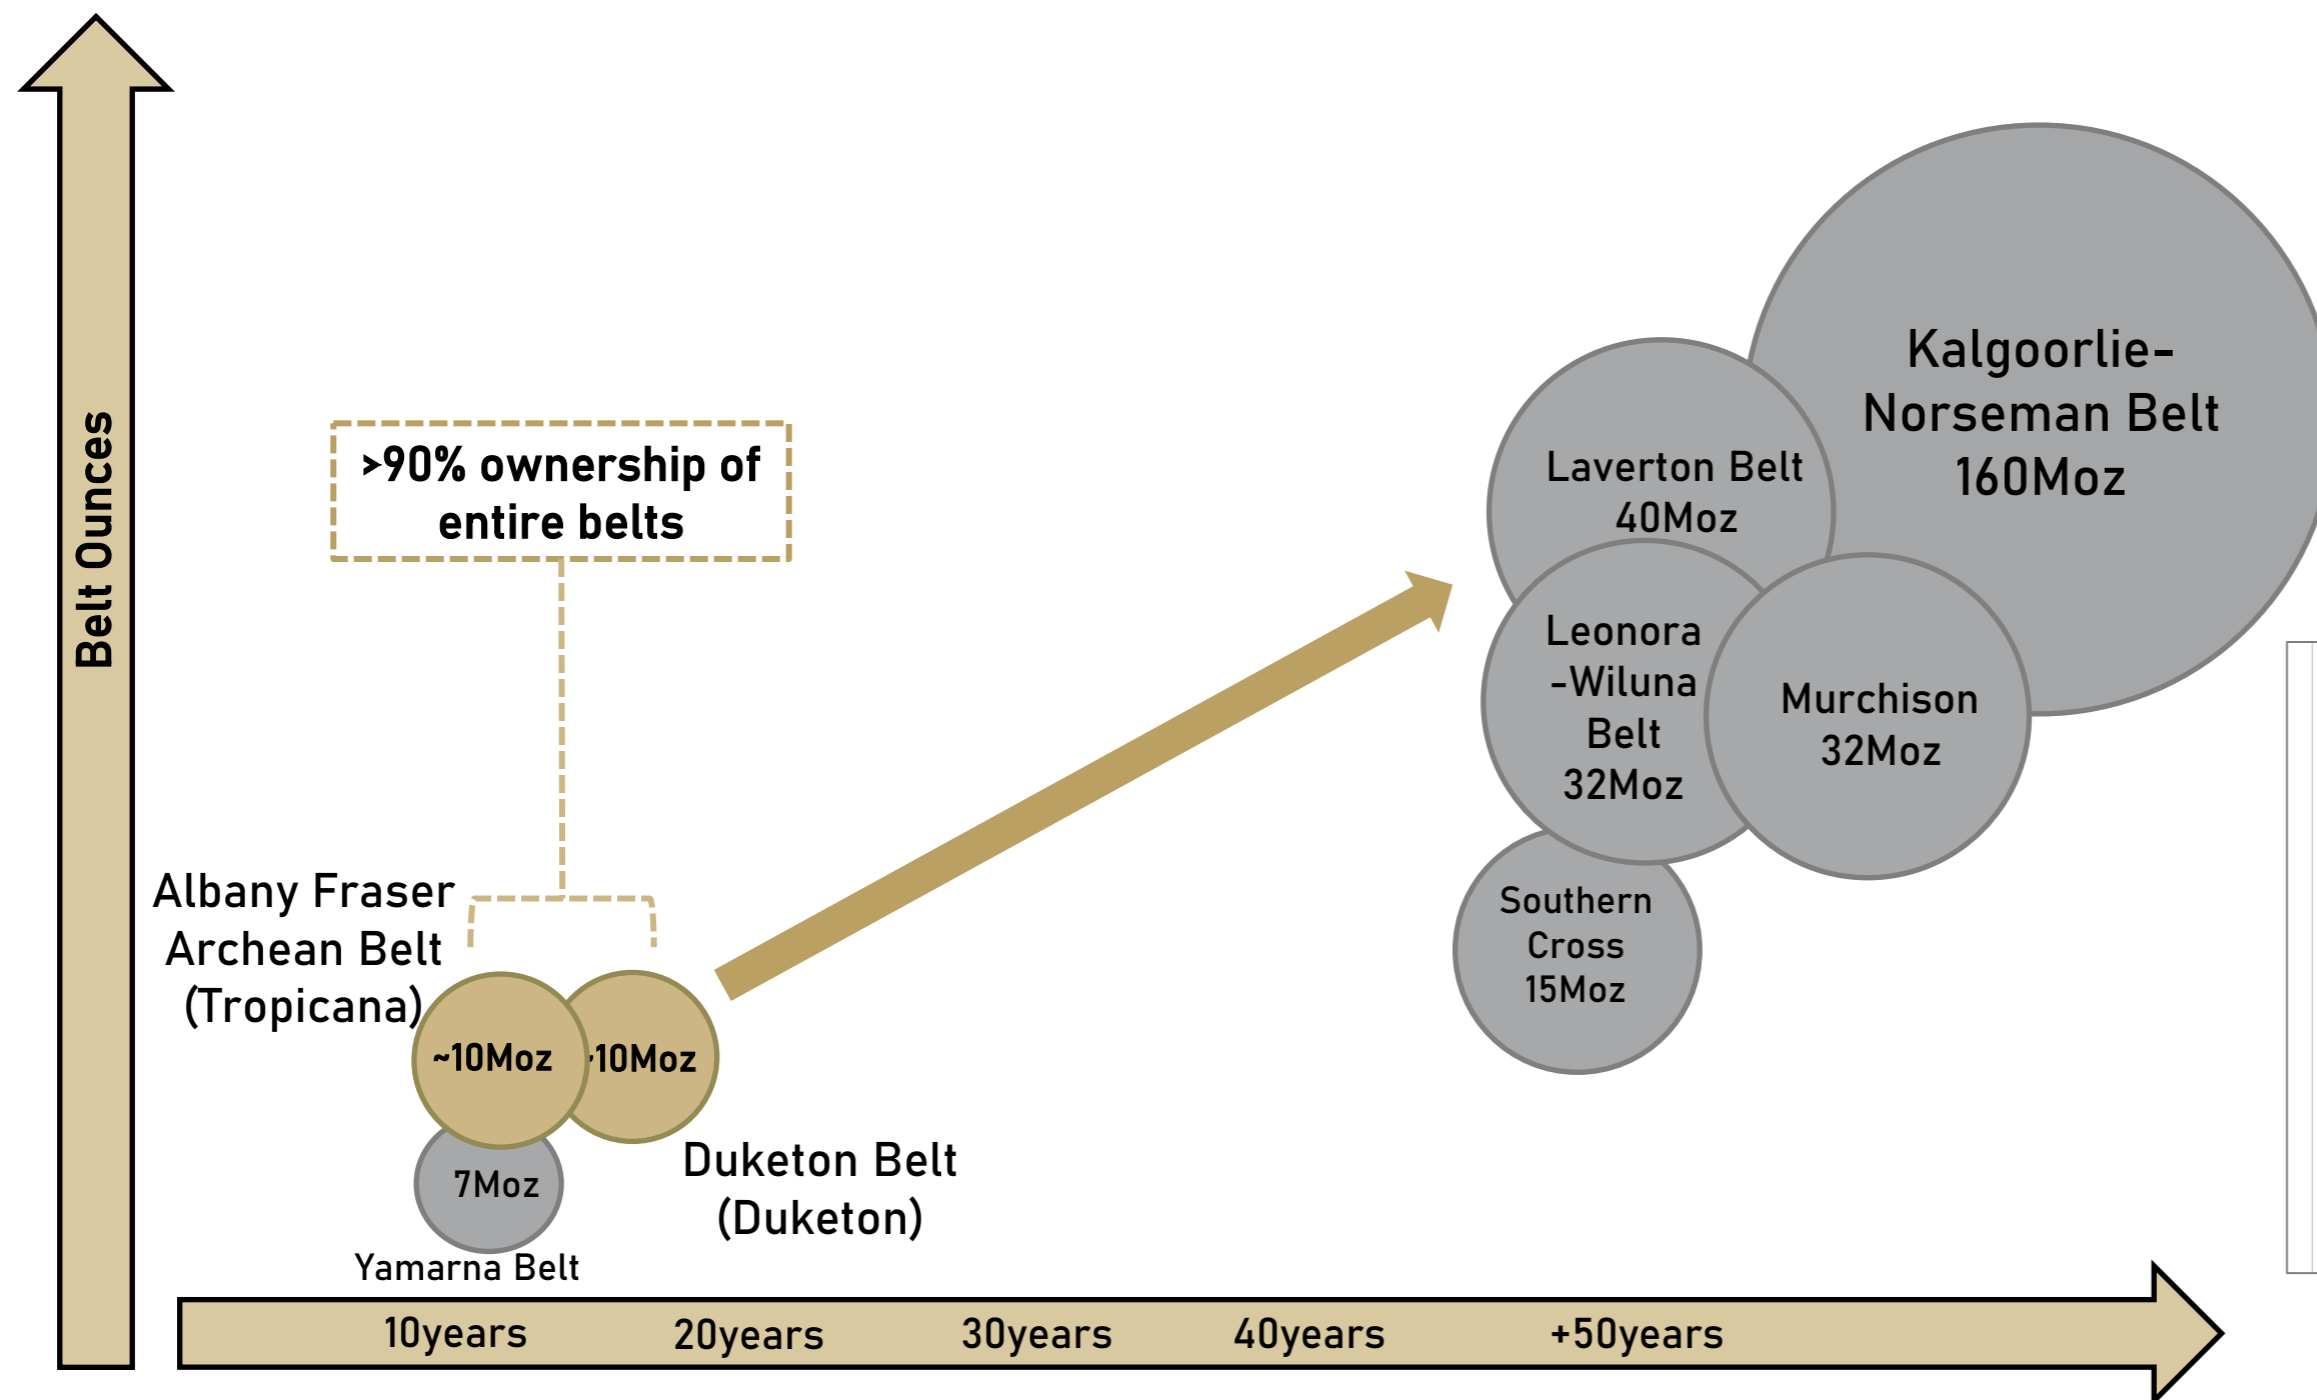 Belt Ounces
>90% ownership of
entire belts
Albany Fraser
Archean Belt
(Tropicana)
~10Moz
~10Moz
7Moz
Yamarna Belt
Duketon Belt
(Duketon)
Kalgoorlie-
Norseman Belt
160Moz
Laverton Belt
40Moz
Leonora
-Wiluna
Belt
32Moz
Murchison
32Moz
Southern
Cross
15Moz
10years
20years
30years
40years
+50years